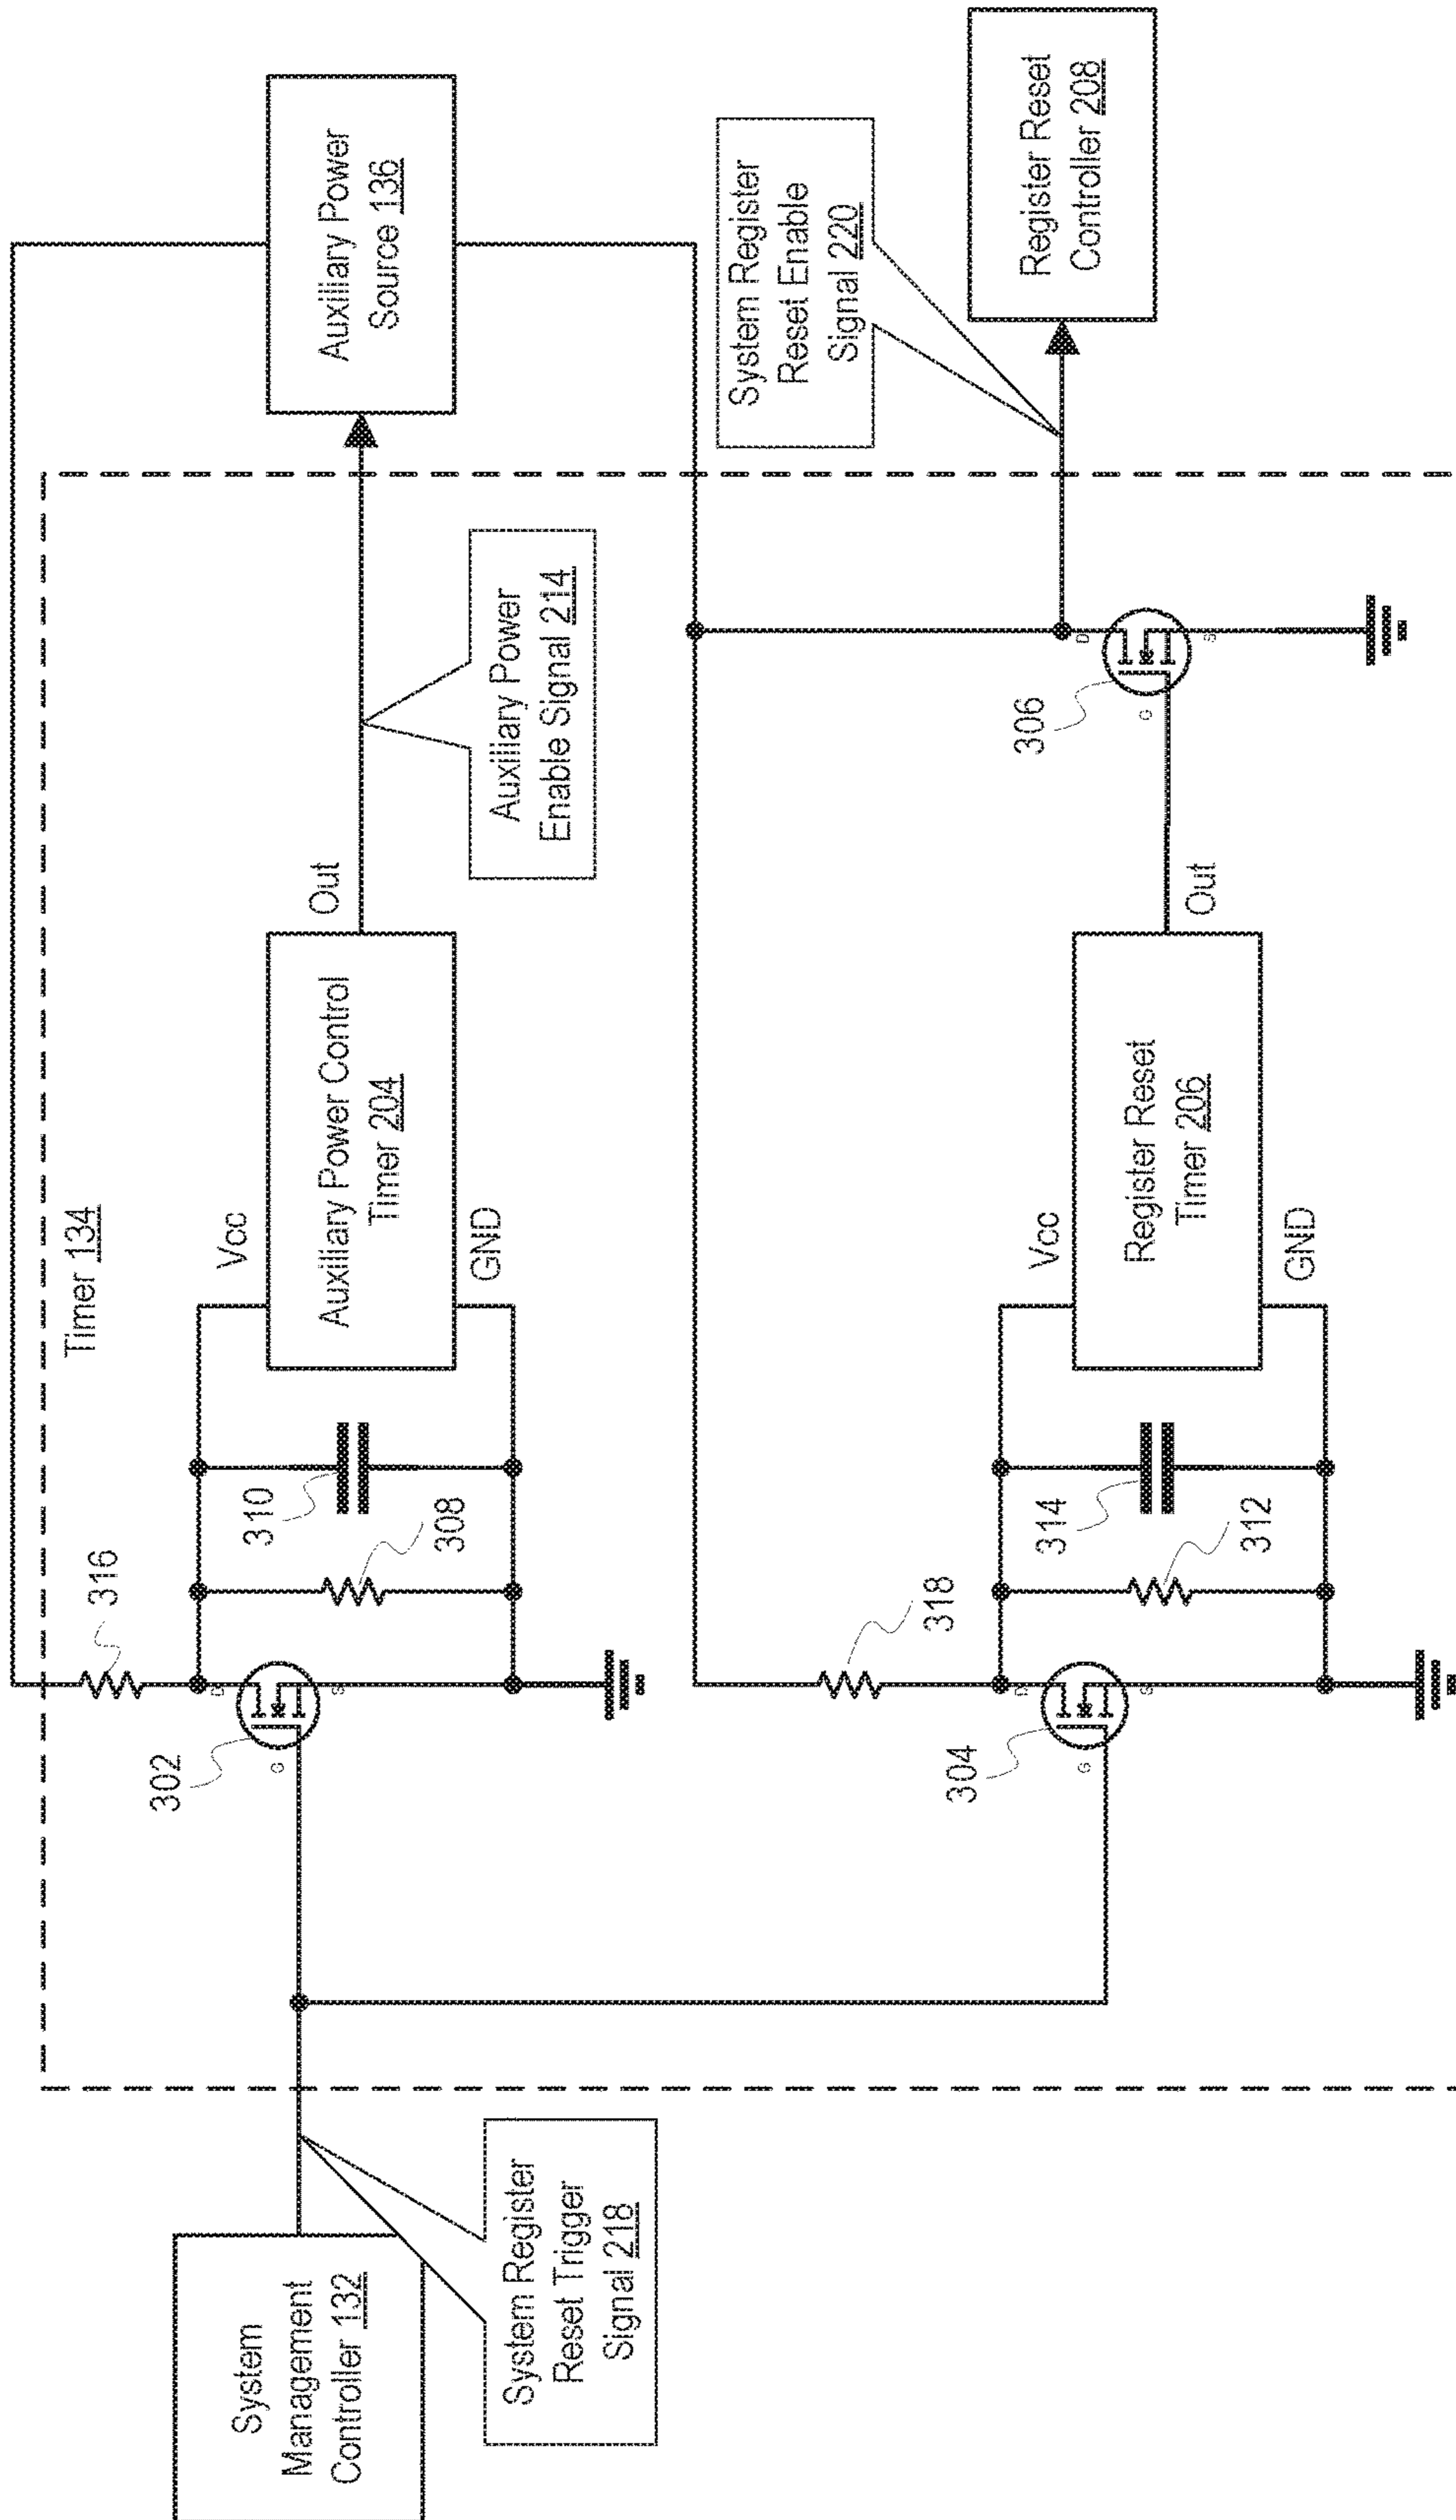 System
Management
Controller 132
System Register
Reset Trigger
Signal 218
Timer 134
316
302
G
D
S
310
308
Vcc
GND
Auxiliary Power Control
Timer 204
Out
Auxiliary Power
Enable Signal 214
Auxiliary Power
Source 136
318
304
G
D
S
314
312
Vcc
GND
Register Reset
Timer 206
Out
306
G
D
S
System Register
Reset Enable
Signal 220
Register Reset
Controller 208